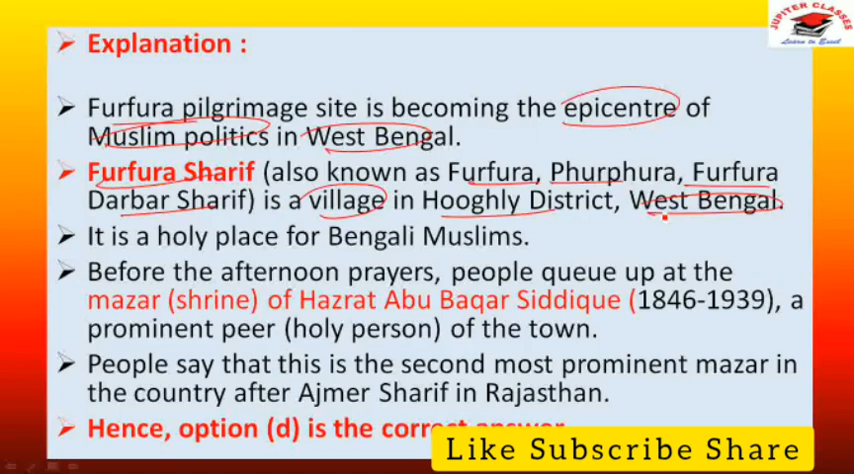 JUPITER CLASSES
Learn to Excel
Explanation :
Furfura pilgrimage site is becoming the epicentre of
Muslim politics in West Bengal.
Furfura Sharif (also known as Furfura, Phurphura, Furfura
Darbar Sharif) is a village in Hooghly District, West Bengal.
It is a holy place for Bengali Muslims.
Before the afternoon prayers, people queue up at the
mazar (shrine) of Hazrat Abu Baqar Siddique (1846-1939), a
prominent peer (holy person) of the town.
People say that this is the second most prominent mazar in
the country after Ajmer Sharif in Rajasthan.
Hence, option (d) is the correct answer
Like Subscribe Share